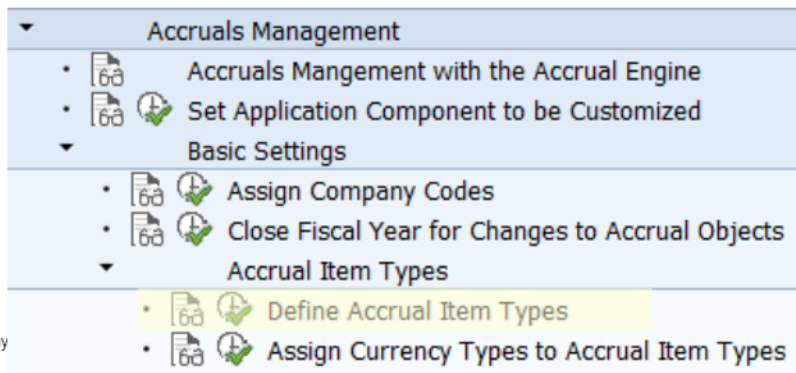 Accruals Management
Accruals Mangement with the Accrual Engine
Set Application Component to be Customized
Basic Settings
Assign Company Codes
Close Fiscal Year for Changes to Accrual Objects
Accrual Item Types
Define Accrual Item Types
Assign Currency Types to Accrual Item Types